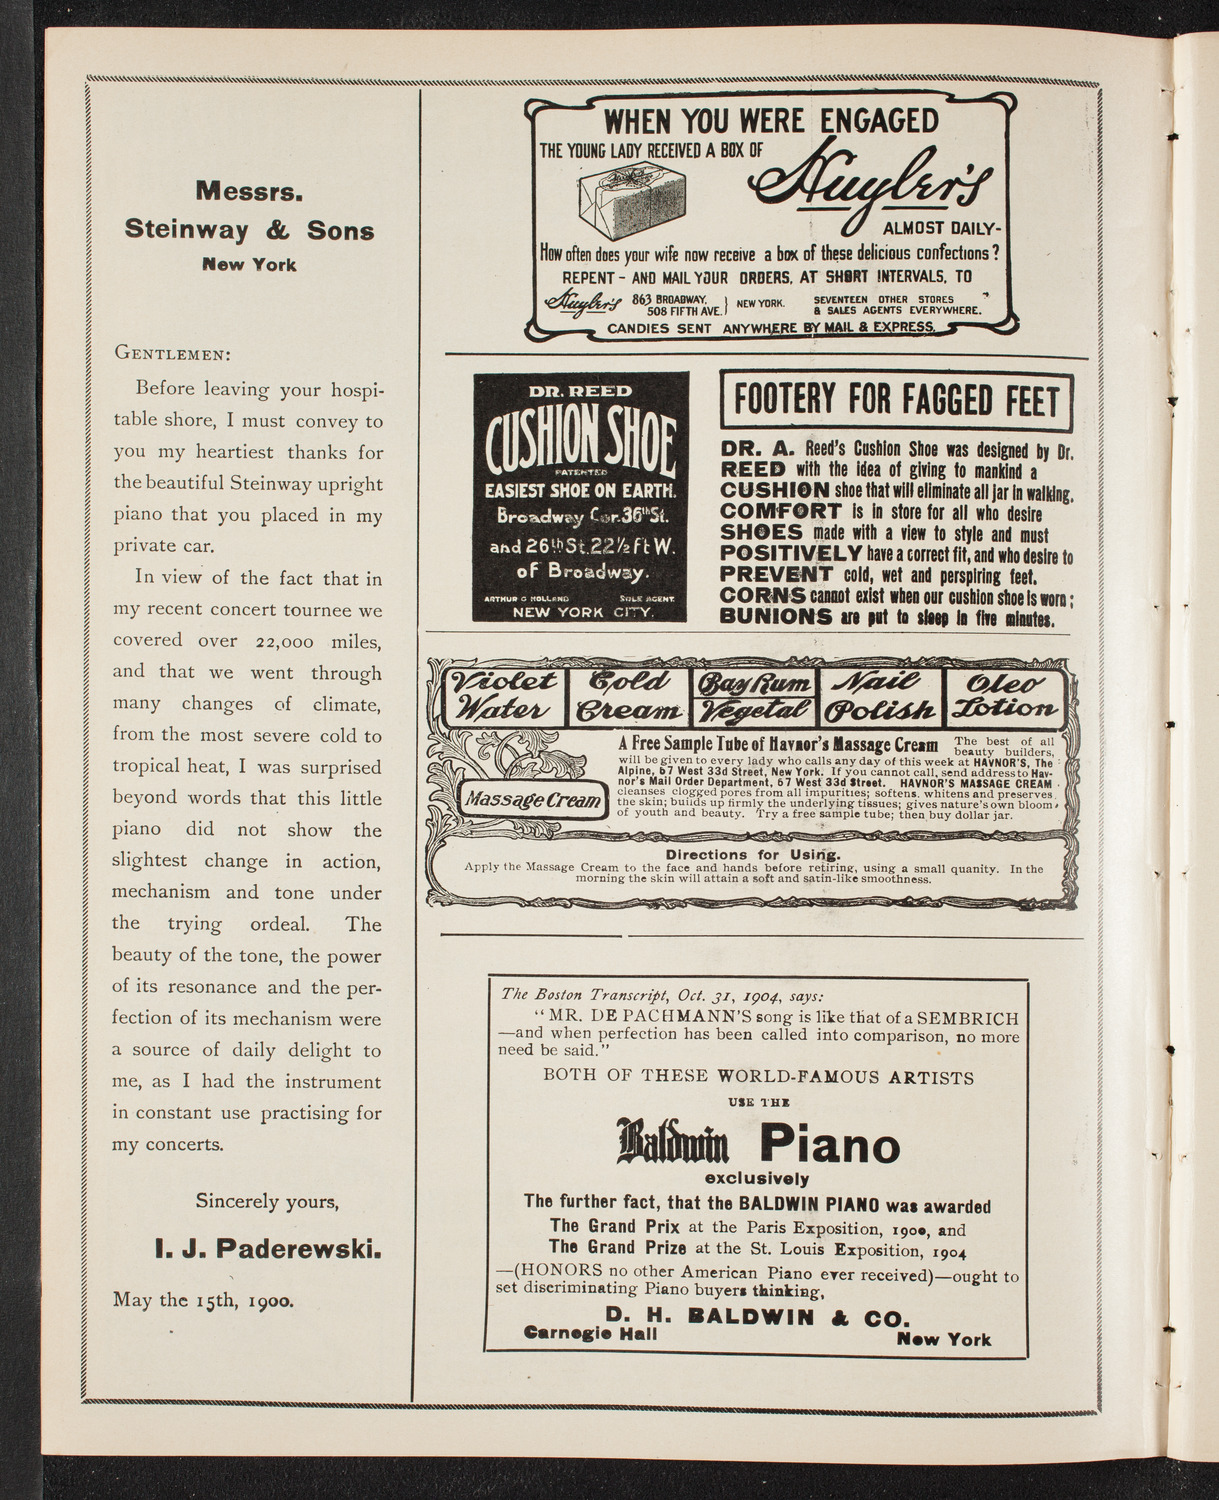 Messrs.
Steinway & Sons
New York
GENTLEMEN:
Before leaving your hospi-
table shore, I must convey to
you my heartiest thanks for
the beautiful Steinway upright
piano that you placed in my
private car.
In view of the fact that in
my recent concert tournee we
covered over 22,000 miles,
and that we went through
many changes of climate,
from the most severe cold to
tropical heat, I was surprised
beyond words that this little
piano did not show the
slightest change in action,
mechanism and tone under
the trying ordeal. The
beauty of the tone, the power
of its resonance and the per-
fection of its mechanism were
a source of daily delight to
me, as I had the instrument
in constant use practising for
my concerts.
Sincerely yours,
I. J. Paderewski.
May the 15th, 1900.
WHEN YOU WERE ENGAGED
THE YOUNG LADY RECEIVED A BOX OF
Huyler's
ALMOST DAILY-
How often does your wife now receive a box of these delicious confections?
REPENT - AND MAIL YOUR ORDERS, AT SHORT INTERVALS, TO
Huyler's 863 BROADWAY, 508 FIFTH AVE. } NEW YORK. SEVENTEEN OTHER STORES & SALES AGENTS EVERYWHERE.
CANDIES SENT ANYWHERE BY MAIL & EXPRESS.
DR. REED
CUSHION SHOE
PATENTED
EASIEST SHOE ON EARTH.
Broadway Cor. 36th St.
and 26th St. 22½ ft W.
of Broadway.
ARTHUR G HOLLAND SOLE AGENT.
NEW YORK CITY.
FOOTERY FOR FAGGED FEET
DR. A. Reed's Cushion Shoe was designed by Dr.
REED with the idea of giving to mankind a
CUSHION shoe that will eliminate all jar in walking,
COMFORT is in store for all who desire
SHOES made with a view to style and must
POSITIVELY have a correct fit, and who desire to
PREVENT cold, wet and perspiring feet.
CORNS cannot exist when our cushion shoe is worn;
BUNIONS are put to sleep in five minutes.
Violet Water
Cold Cream
Bay Rum
Vegetal
Nail Polish
Oleo Lotion
Massage Cream
A Free Sample Tube of Havnor's Massage Cream The best of all
beauty builders,
will be given to every lady who calls any day of this week at HAVNOR'S, The
Alpine, 67 West 33d Street, New York. If you cannot call, send address to Hav-
nor's Mail Order Department, 67 West 33d Street. HAVNOR'S MASSAGE CREAM
cleanses clogged pores from all impurities; softens, whitens and preserves
the skin; builds up firmly the underlying tissues; gives nature's own bloom
of youth and beauty. Try a free sample tube; then buy dollar jar.
Directions for Using.
Apply the Massage Cream to the face and hands before retiring, using a small quanity. In the
morning the skin will attain a soft and satin-like smoothness.
The Boston Transcript, Oct. 31, 1904, says:
"MR. DE PACHMANN'S song is like that of a SEMBRICH
—and when perfection has been called into comparison, no more
need be said."
BOTH OF THESE WORLD-FAMOUS ARTISTS
USE THE
Baldwin Piano
exclusively
The further fact, that the BALDWIN PIANO was awarded
The Grand Prix at the Paris Exposition, 1900, and
The Grand Prize at the St. Louis Exposition, 1904
—(HONORS no other American Piano ever received)—ought to
set discriminating Piano buyers thinking,
D. H. BALDWIN & CO.
Carnegie Hall New York